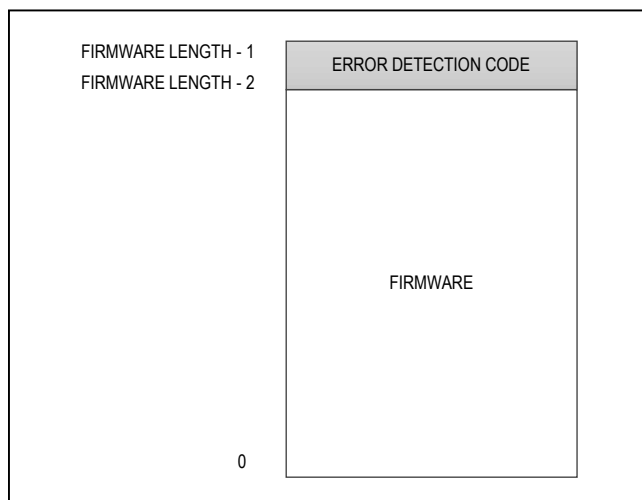 FIRMWARE LENGTH - 1
ERROR DETECTION CODE
FIRMWARE LENGTH - 2
FIRMWARE
0